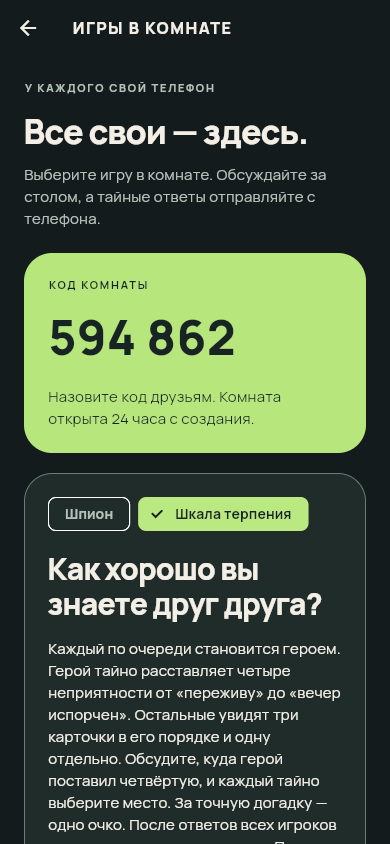 ИГРЫ В КОМНАТЕ
У КАЖДОГО СВОЙ ТЕЛЕФОН
Все свои — здесь.
Выберите игру в комнате. Обсуждайте за
столом, а тайные ответы отправляйте с
телефона.
КОД КОМНАТЫ
594 862
Назовите код друзьям. Комната
открыта 24 часа с создания.
Шпион
Шкала терпения
Как хорошо вы
знаете друг друга?
Каждый по очереди становится героем.
Герой тайно расставляет четыре
неприятности от «переживу» до «вечер
испорчен». Остальные увидят три
карточки в его порядке и одну
отдельно. Обсудите, куда герой
поставил четвёртую, и каждый тайно
выберите место. За точную догадку —
одно очко. После ответов всех игроков